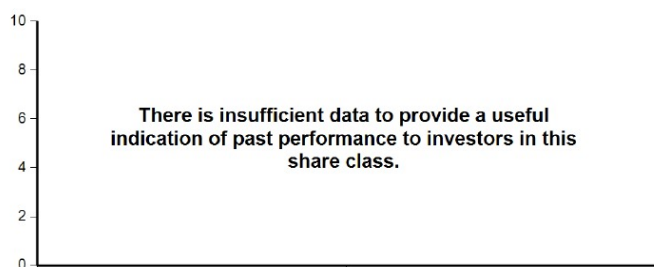 10
8
There is insufficient data to provide a useful
6
indication of past performance to investors in this
share class.
4
2
0